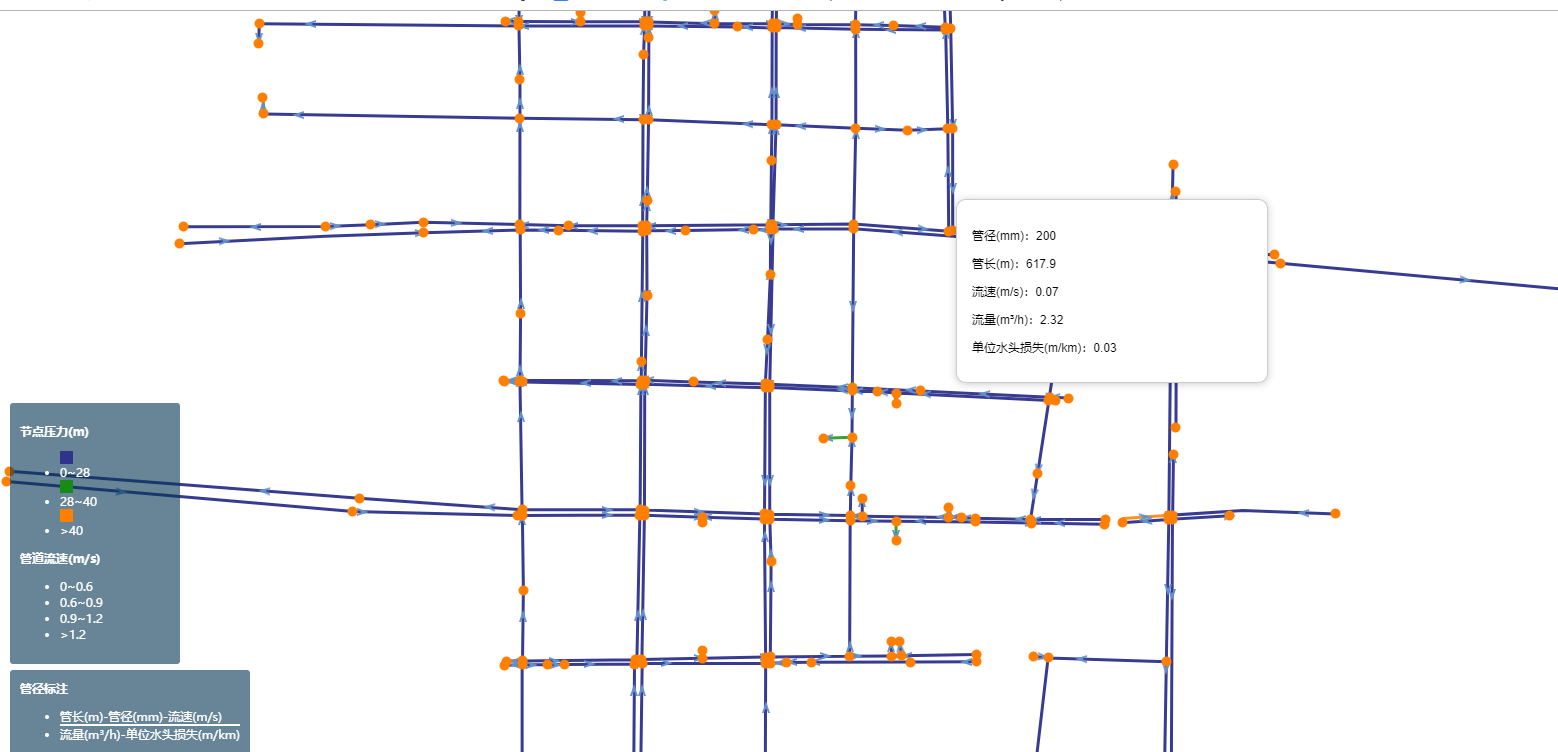 管径(mm)：200
管长(m)：617.9
流速(m/s)：0.07
流量(m³/h)：2.32
单位水头损失(m/km)：0.03
节点压力(m)
0~28
28~40
>40
管道流速(m/s)
0~0.6
0.6~0.9
0.9~1.2
>1.2
管径标注
管长(m)-管径(mm)-流速(m/s)
流量(m³/h)-单位水头损失(m/km)